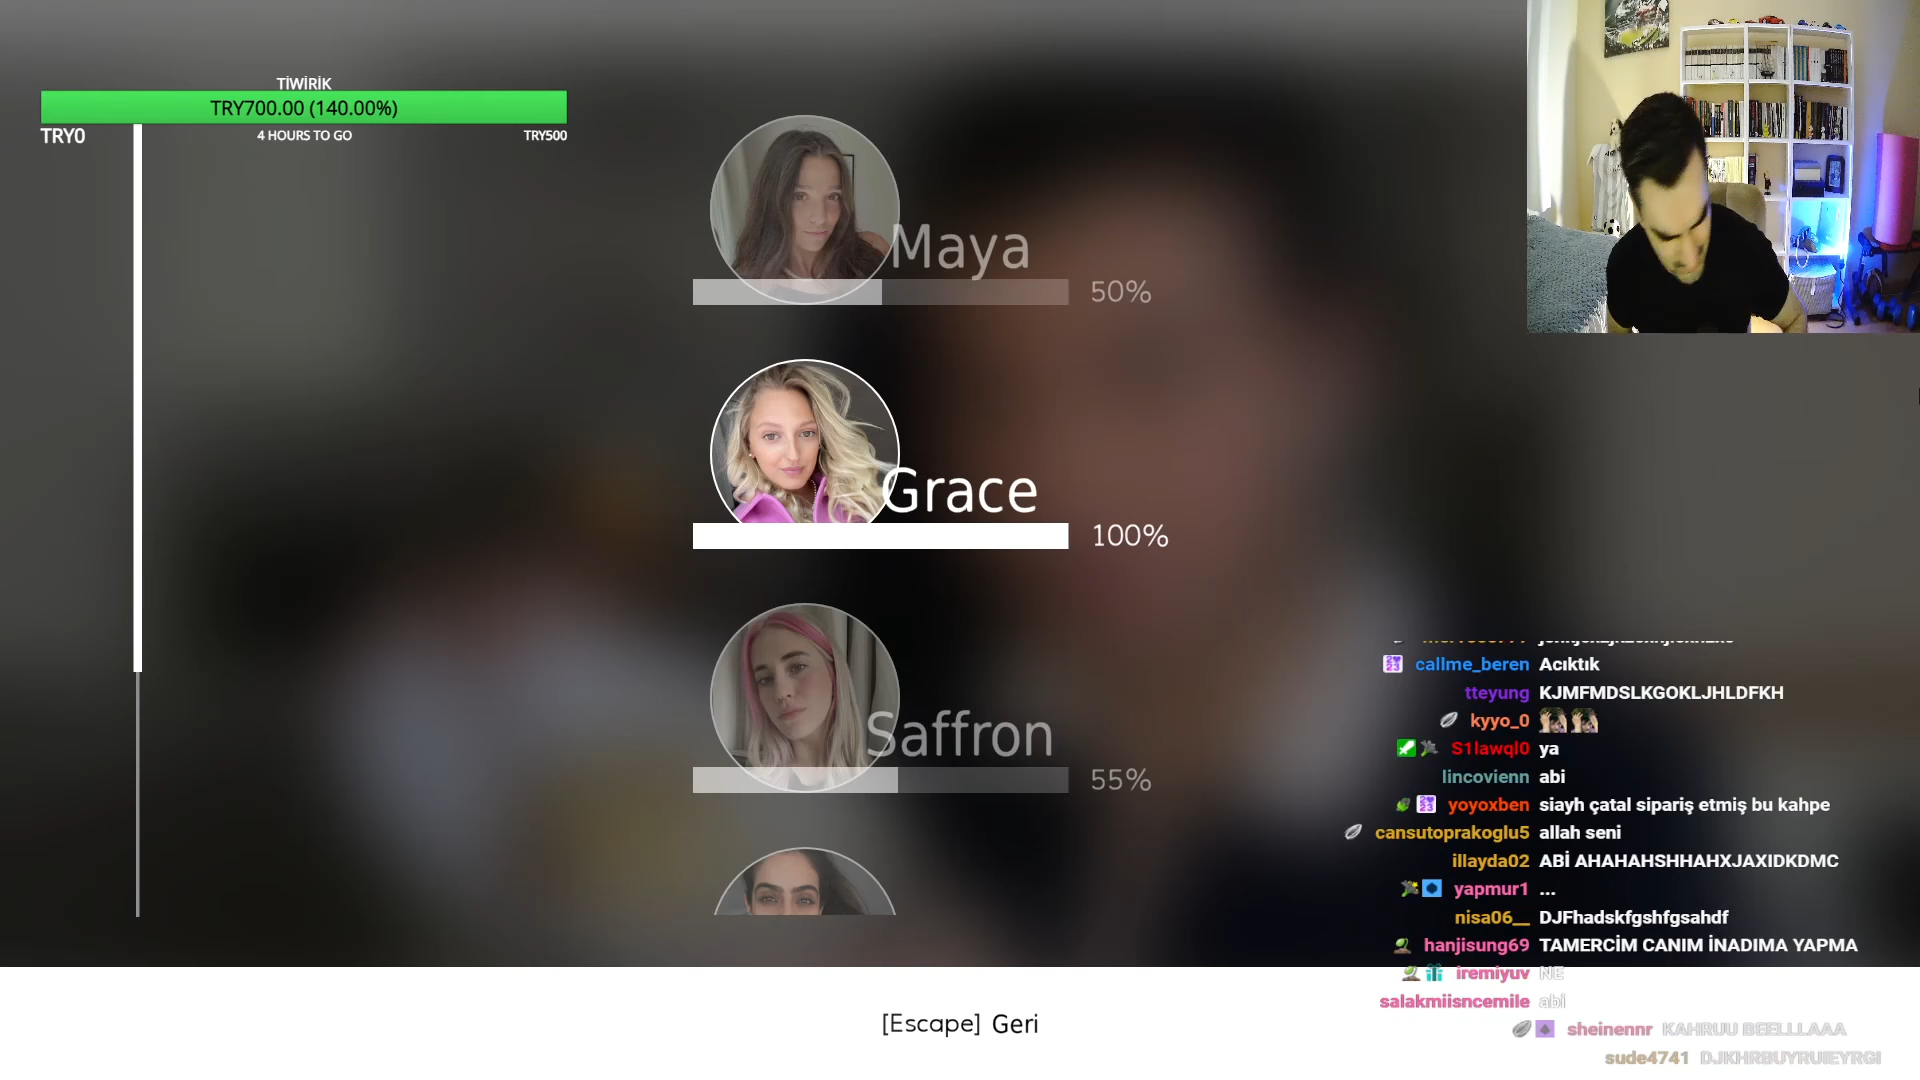 TİWİRİK
TRY700.00 (140.00%)
TRY0
4 HOURS TO GO
TRY500
Maya
50%
Grace
100%
Saffron
55%
callme_beren Acıktık
tteyung KJMFMDSLKGOKLJHLDFKH
kyyo_0
S1lawql0 ya
lincovienn abi
yoyoxben siayh çatal sipariş etmiş bu kahpe
cansutoprakoglu5 allah seni
illayda02 ABİ AHAHAHSHHAHXJAXIDKDMC
yapmur1 ...
nisa06__ DJFhadskfgshfgsahdf
hanjisung69 TAMERCİM CANIM İNADIMA YAPMA
iremiyuv NE
salakmiisncemile abi
sheinennr KAHRUU BEELLLAAA
sude4741 DJKHRBUYRUIEYRGI
[Escape] Geri